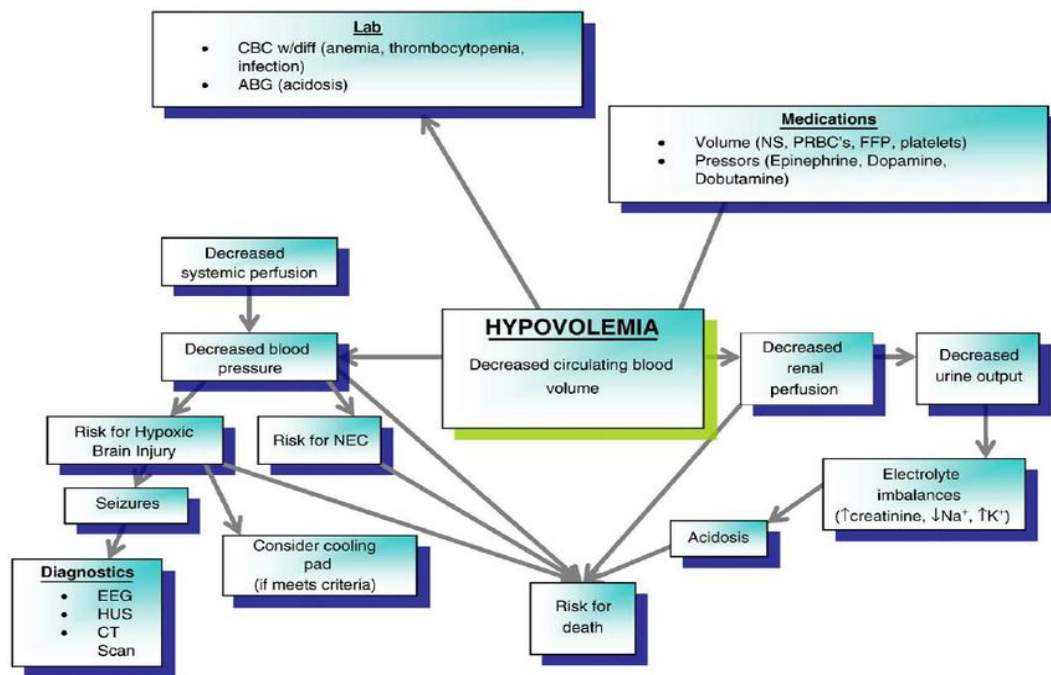 Lab
• CBC w/diff (anemia, thrombocytopenia,
infection)
• ABG (acidosis)
Medications
• Volume (NS, PRBC's, FFP, platelets)
• Pressors (Epinephrine, Dopamine,
Dobutamine)
Decreased
systemic perfusion
HYPOVOLEMIA
Decreased circulating blood
volume
Decreased blood
pressure
Decreased
renal
perfusion
Decreased
urine output
Risk for Hypoxic
Brain Injury
Risk for NEC
Electrolyte
imbalances
(↑creatinine, ↓Na⁺, ↑K⁺)
Seizures
Consider cooling
pad
(if meets criteria)
Acidosis
Diagnostics
• EEG
• HUS
• CT
Scan
Risk for
death